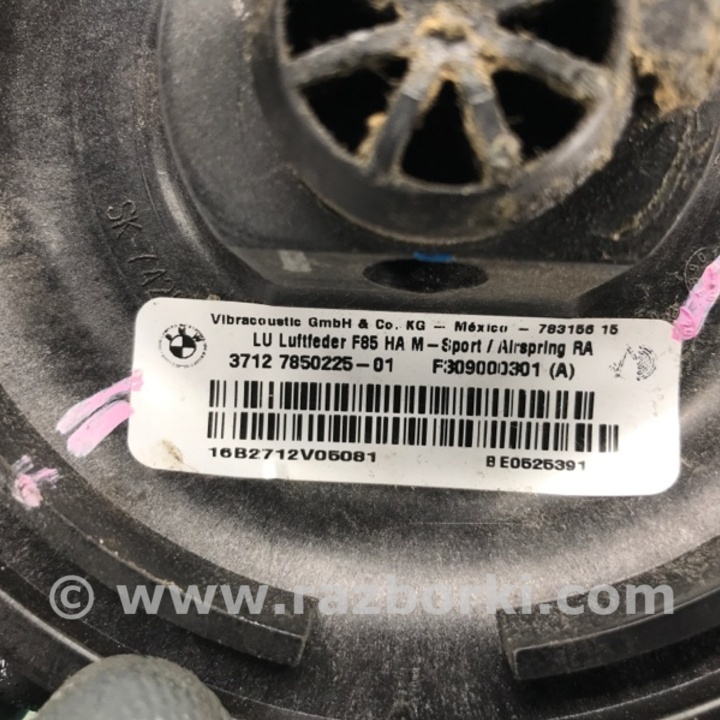 Vibracoustic GmbH & Co. KG – México – 783156 15
LU Luftfeder F85 HA M-Sport / Airspring RA
3712 7850225-01 F309000301 (A)
16B2712V05081 BE0525391
© www.razborki.com